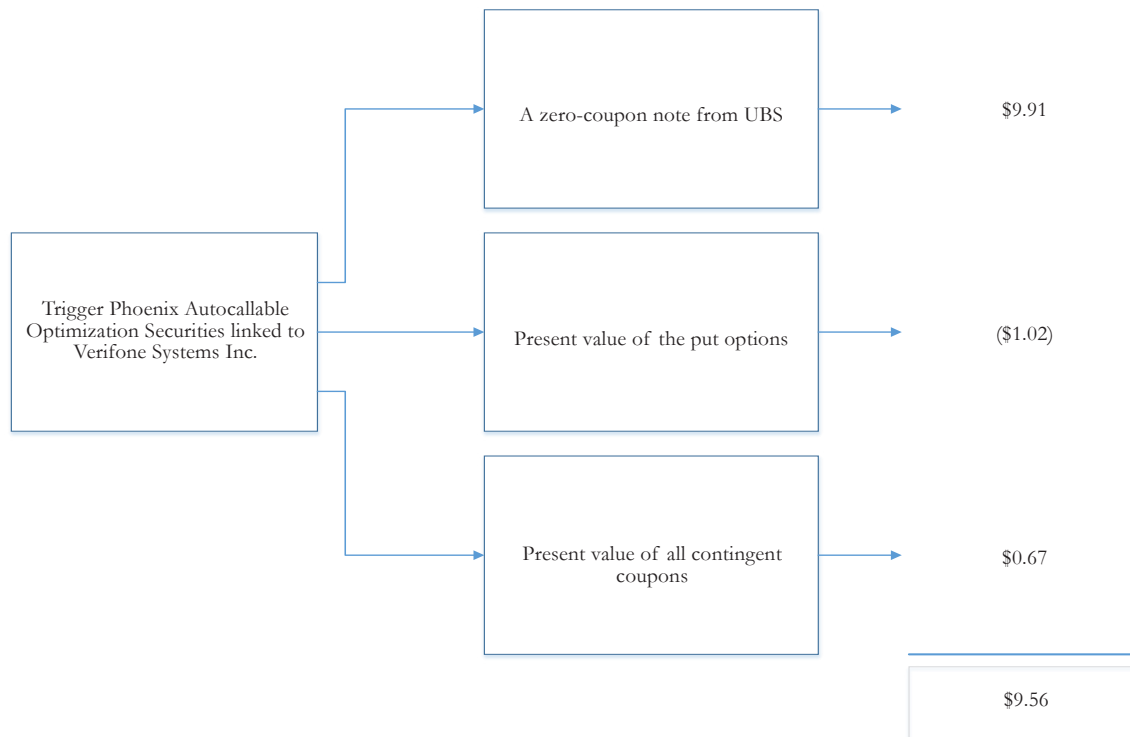 A zero-coupon note from UBS
$9.91
Trigger Phoenix Autocallable
Optimization Securities linked to
Verifone Systems Inc.
Present value of the put options
($1.02)
Present value of all contingent
coupons
$0.67
$9.56